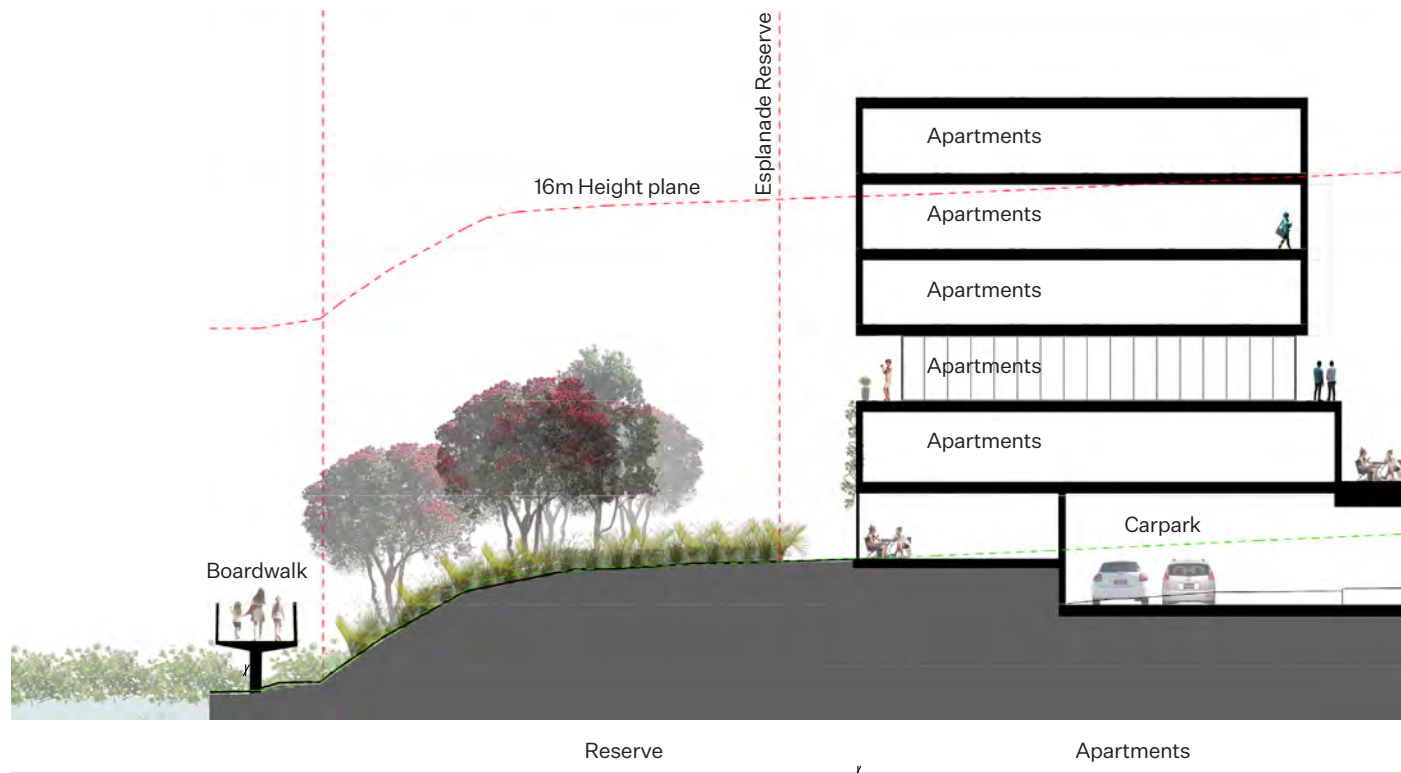 Esplanade Reserve
Apartments
16m Height plane
Apartments
Apartments
Apartments
Apartments
Carpark
Boardwalk
Reserve
Apartments